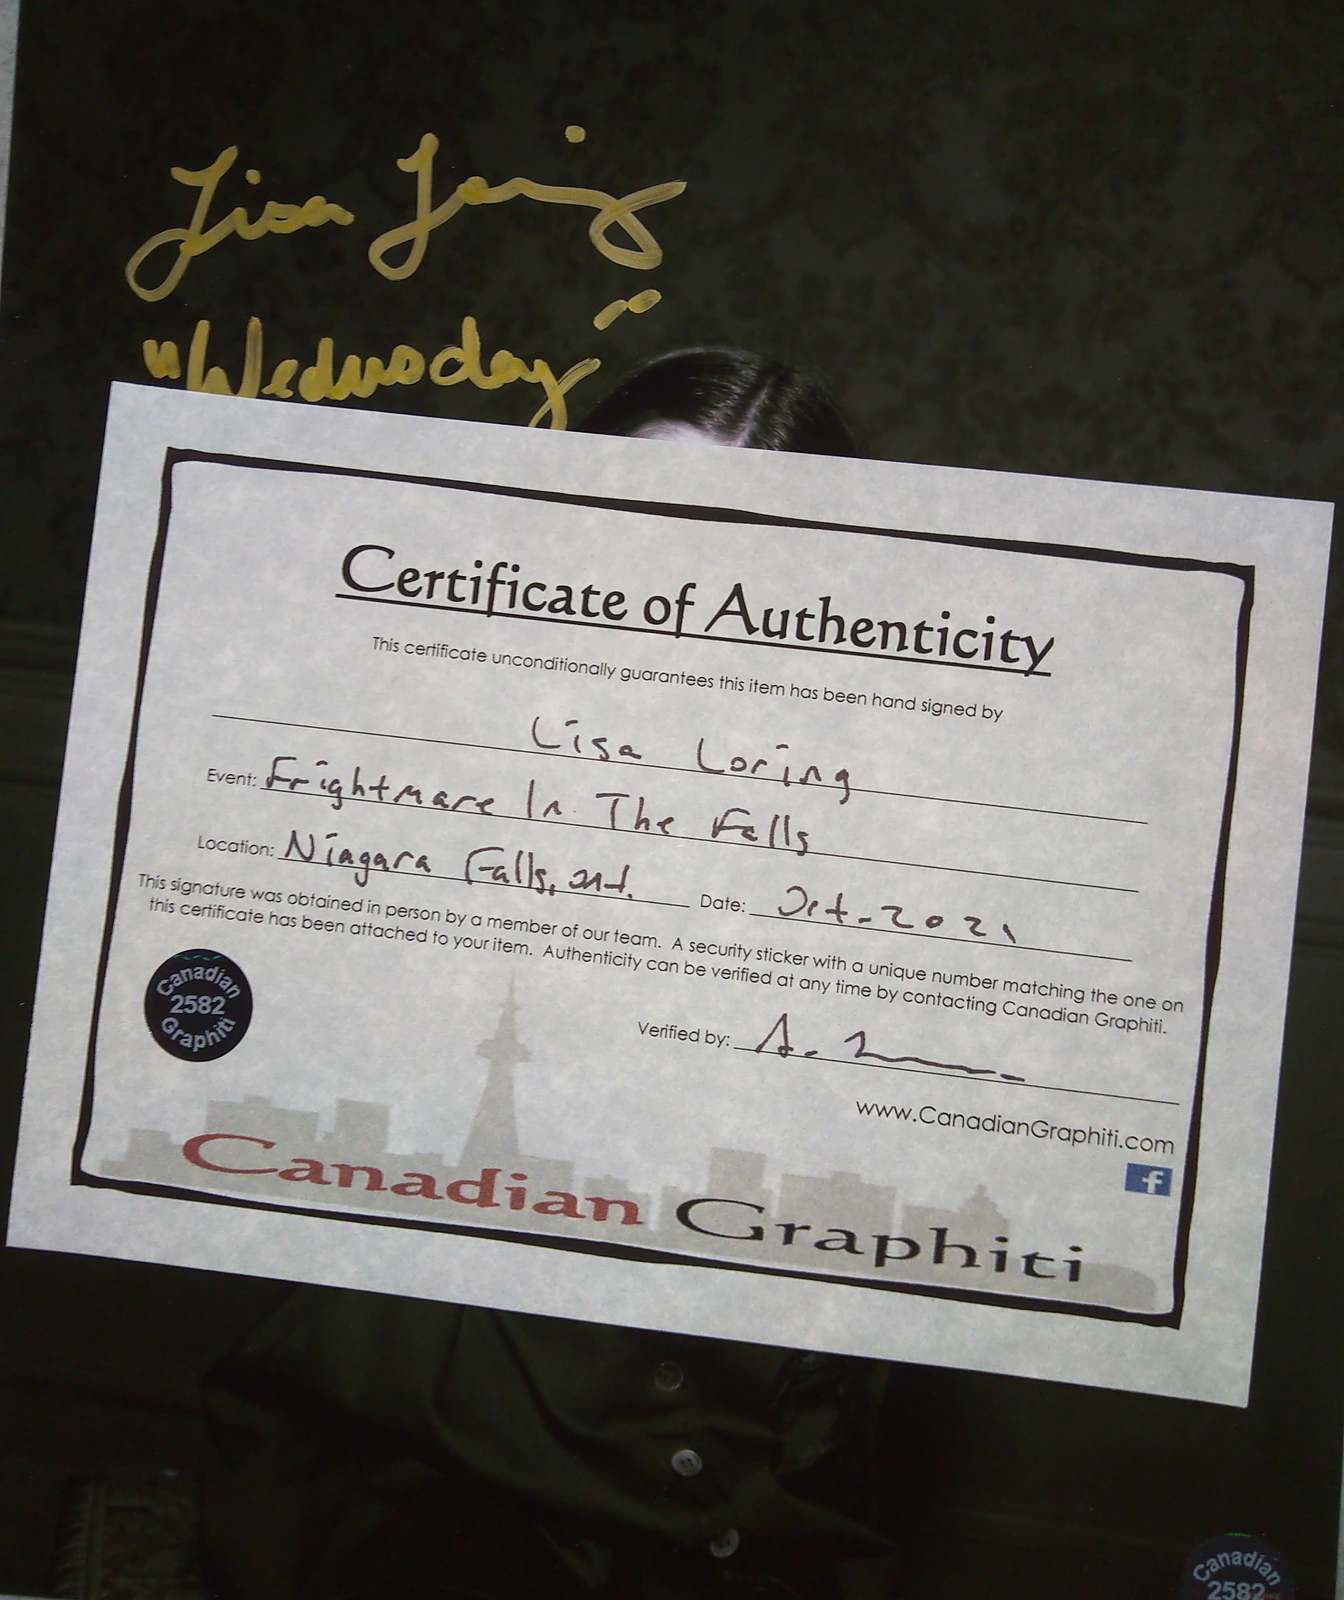 Lisa Loring
"Wednesday"
Certificate of Authenticity
This certificate unconditionally guarantees this item has been hand signed by
Lisa Loring
Event: Frightmare In The Falls
Location: Niagara Falls, ont. Date: Oct-2021
This signature was obtained in person by a member of our team. A security sticker with a unique number matching the one on
this certificate has been attached to your item. Authenticity can be verified at any time by contacting Canadian Graphiti.
Canadian
2582
Graphiti
Verified by:
www.CanadianGraphiti.com
f
Canadian Graphiti
Canadian
2582